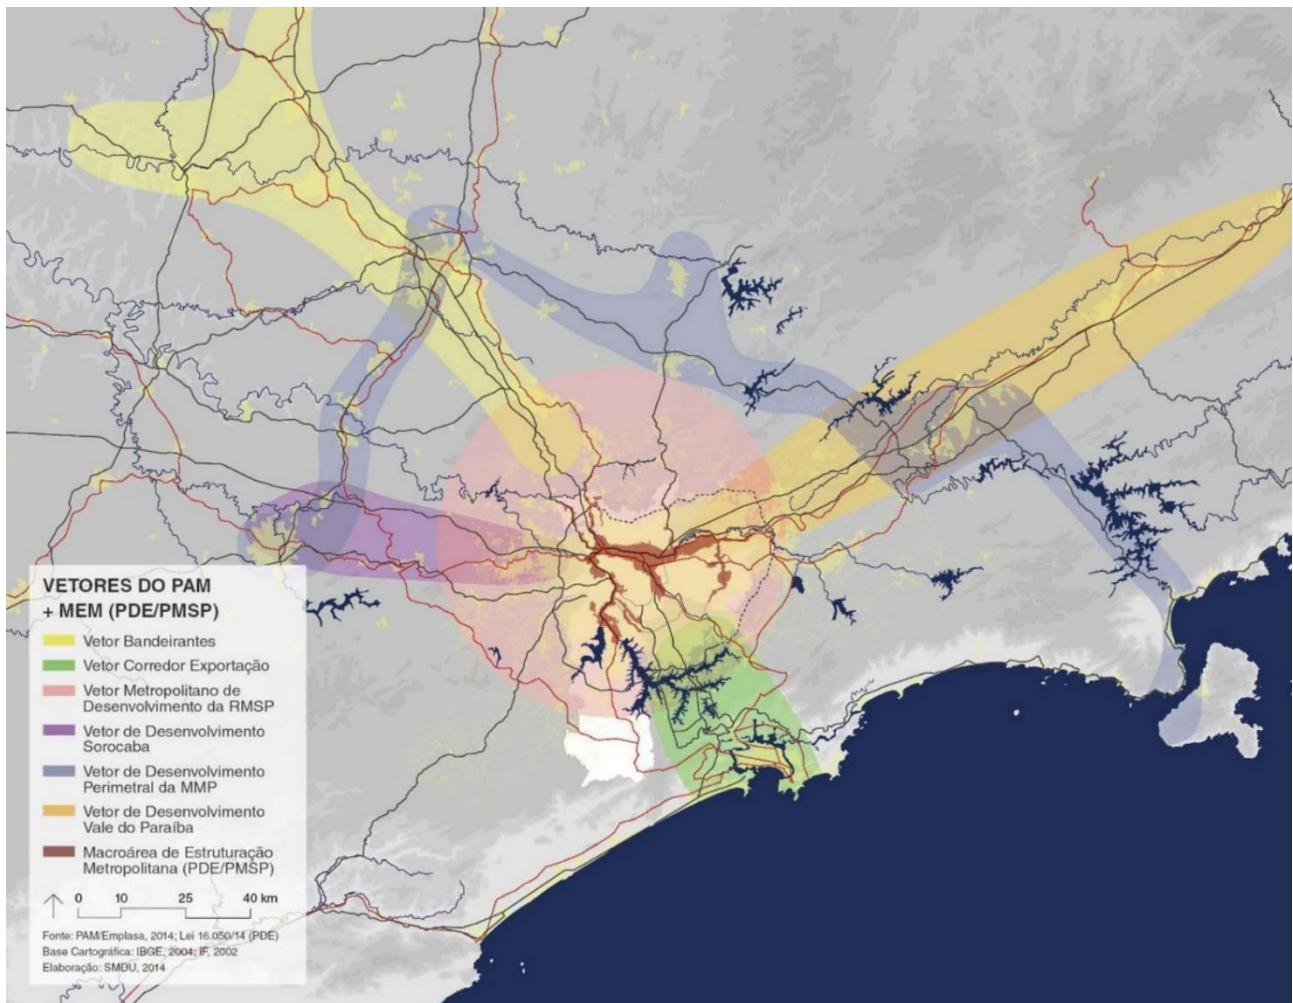 VETORES DO PAM
+ MEM (PDE/PMSP)
Vetor Bandeirantes
Vetor Corredor Exportação
Vetor Metropolitano de
Desenvolvimento da RMSP
Vetor de Desenvolvimento
Sorocaba
Vetor de Desenvolvimento
Perimetral da MMP
Vetor de Desenvolvimento
Vale do Paraíba
Macroárea de Estruturação
Metropolitana (PDE/PMSP)
0 10 25 40 km
Fonte: PAM/Emplasa, 2014; Lei 16.050/14 (PDE)
Base Cartográfica: IBGE, 2004; IF, 2002
Elaboração: SMDU, 2014